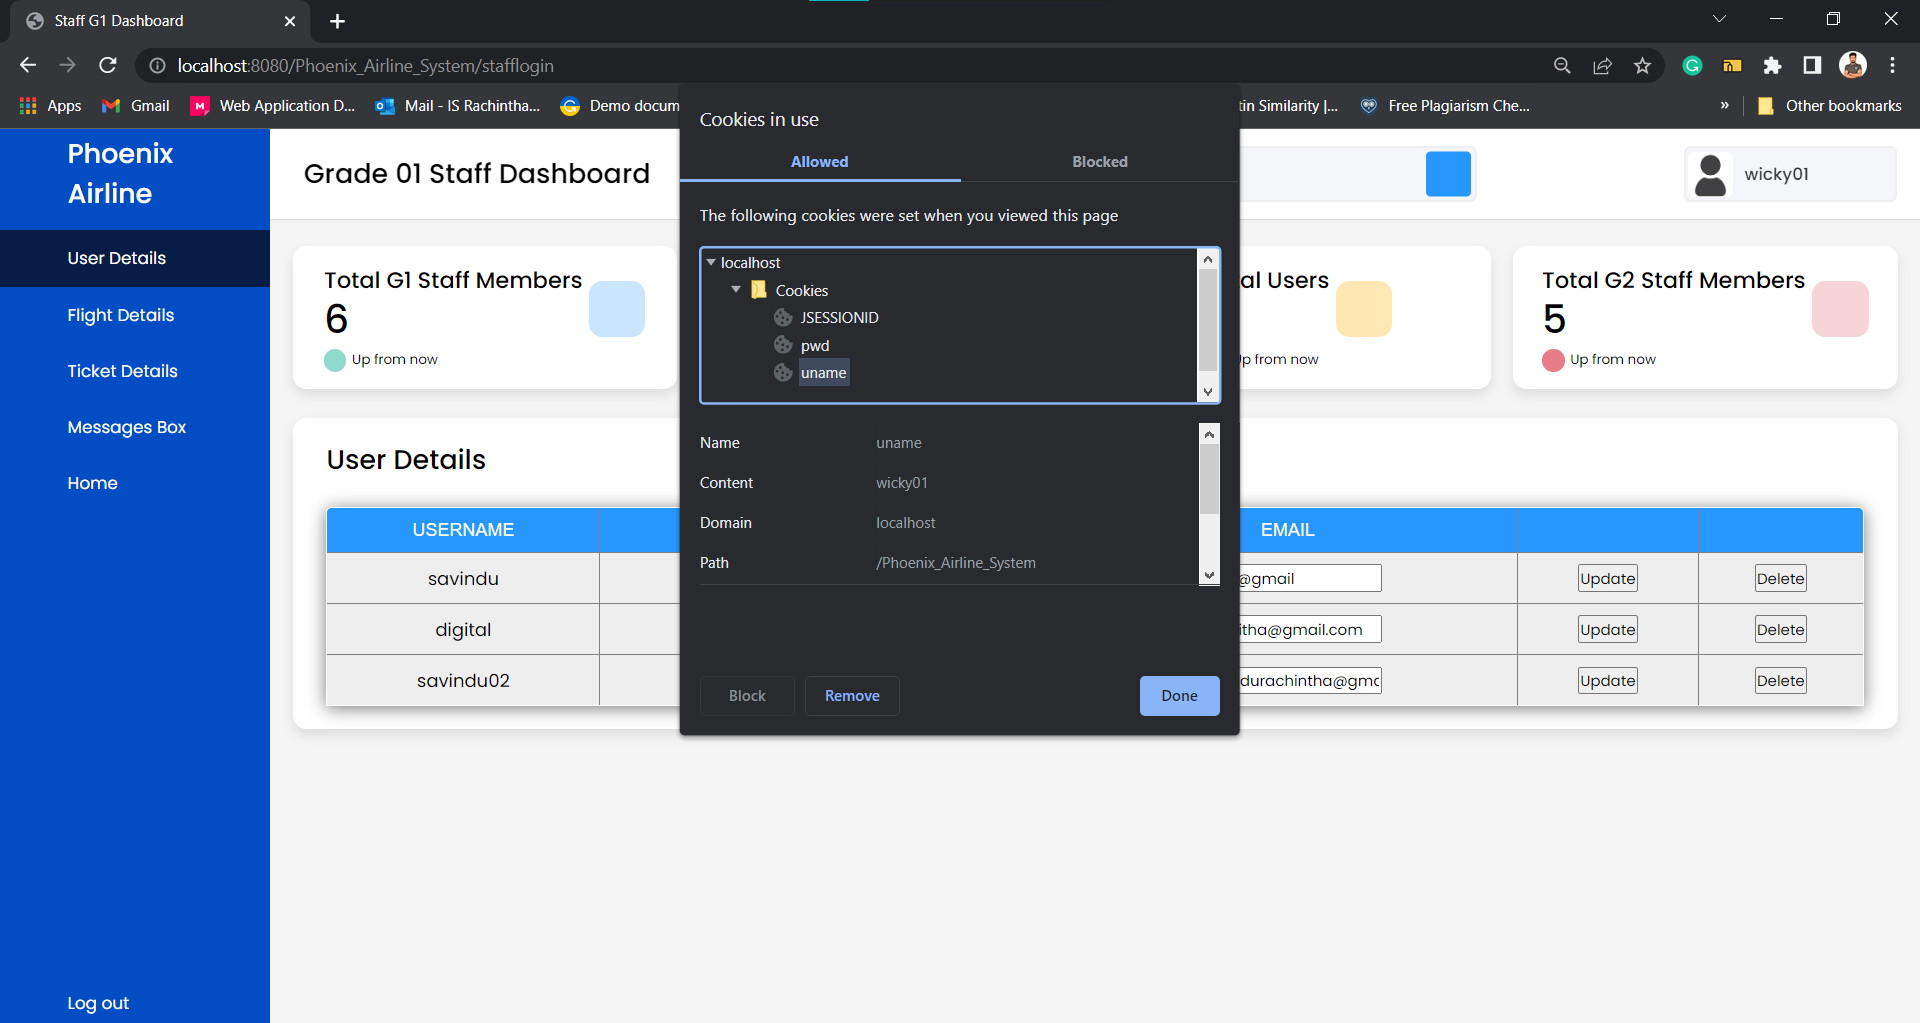 Staff G1 Dashboard
localhost:8080/Phoenix_Airline_System/stafflogin
Apps
Gmail
Web Application D...
Mail - IS Rachintha...
Demo docum
tin Similarity |...
Free Plagiarism Che...
»
Other bookmarks
Phoenix
Airline
User Details
Flight Details
Ticket Details
Messages Box
Home
Log out
Grade 01 Staff Dashboard
wicky01
Total G1 Staff Members
6
Up from now
al Users
Up from now
Total G2 Staff Members
5
Up from now
User Details
USERNAME
EMAIL
savindu
@gmail
Update
Delete
digital
itha@gmail.com
Update
Delete
savindu02
durachintha@gmc
Update
Delete
Cookies in use
Allowed
Blocked
The following cookies were set when you viewed this page
localhost
Cookies
JSESSIONID
pwd
uname
Name uname
Content wicky01
Domain localhost
Path /Phoenix_Airline_System
Block
Remove
Done